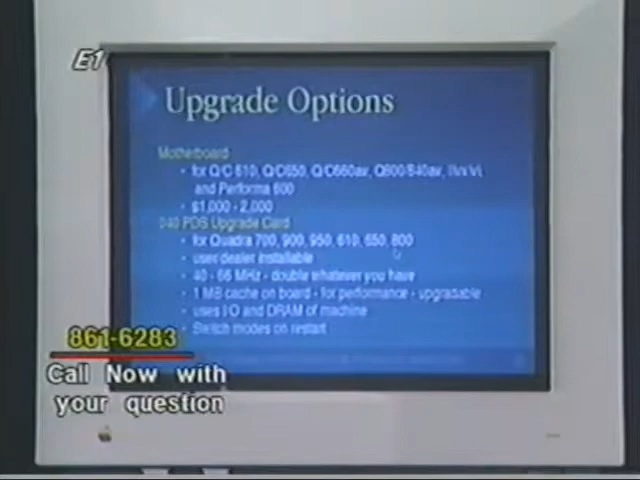 E1
Upgrade Options
Motherboard
• for Q/C 610, Q/C650, Q/C660av, Q800/840av, IIvx/vi,
and Performa 600
• $1,000 - 2,000
040 PDS Upgrade Card
• for Quadra 700, 900, 950, 610, 650, 800
• user dealer installable
• 40 - 66 MHz - double whatever you have
• 1 MB cache on board - for performance - upgradable
• uses I/O and DRAM of machine
• Switch modes on restart
861-6283
Call Now with
your question